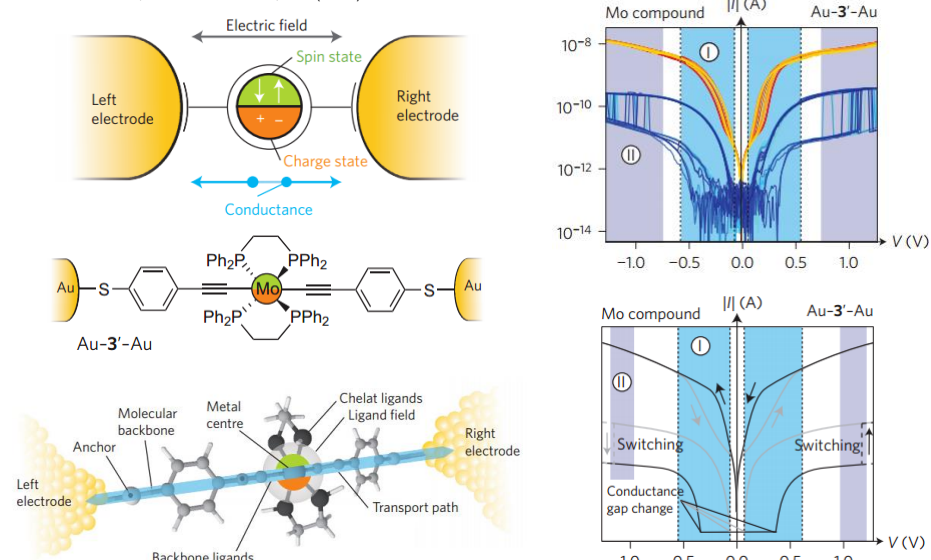 Electric field
Spin state
Left
electrode
Right
electrode
+ −
Charge state
Conductance
Ph₂P
PPh₂
Au
S
Mo
S
Au
Ph₂P
PPh₂
Au–3′–Au
Chelat ligands
Ligand field
Metal
centre
Molecular
backbone
Anchor
Right
electrode
Left
electrode
Transport path
Backbone ligands
|I| (A)
Mo compound
Au–3′–Au
I
II
10⁻⁸
10⁻¹⁰
10⁻¹²
10⁻¹⁴
V (V)
−1.0 −0.5 0.0 0.5 1.0
|I| (A)
Mo compound
Au–3′–Au
I
II
Switching
Switching
Conductance
gap change
V (V)